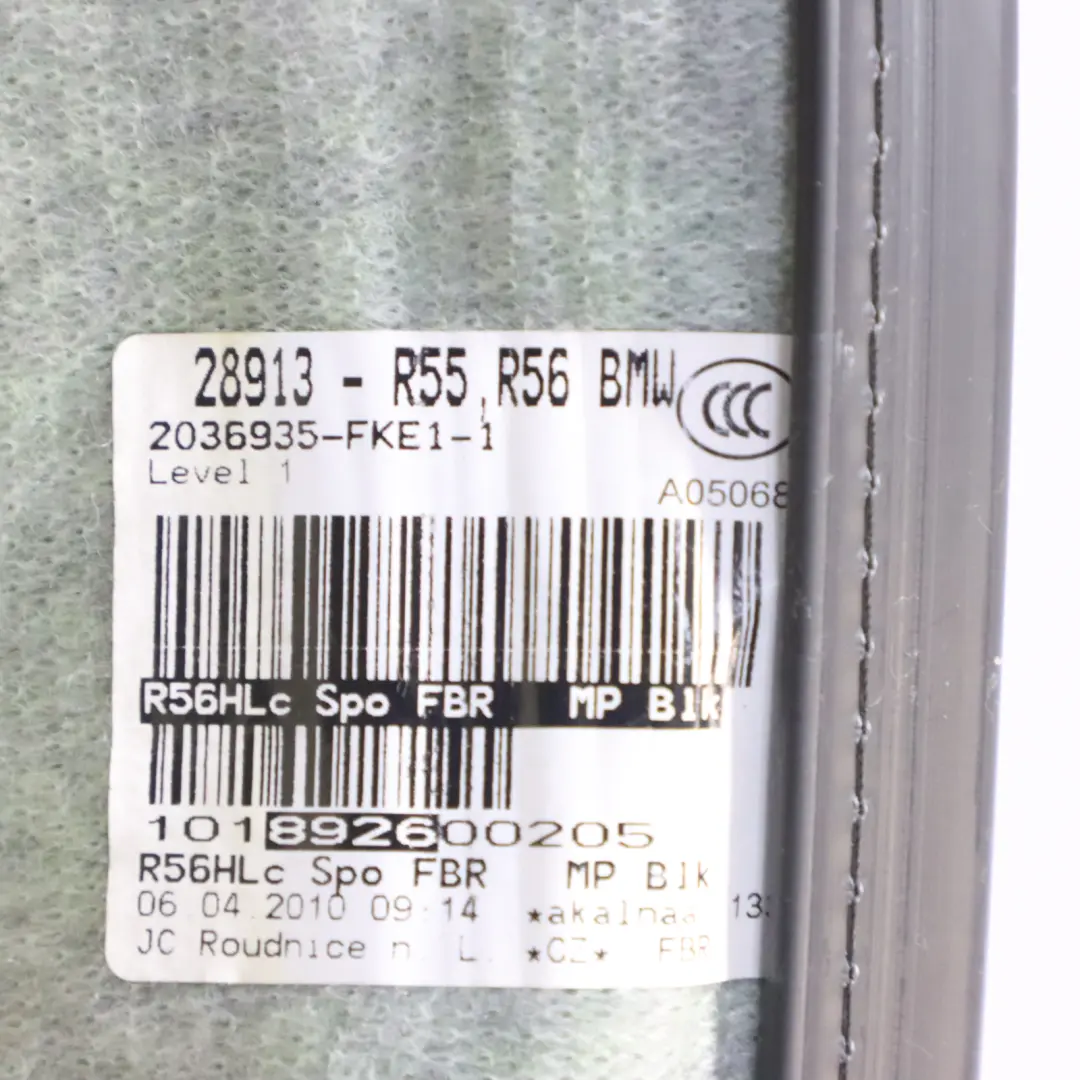 28913 - R55,R56 BMW
CCC
2036935-FKE1-1
Level 1
A05068
R56HLc Spo FBR MP Blk
101892600205
R56HLc Spo FBR MP Blk
06.04.2010 09:14
JC Roudnice n. L. *CZ* FBR